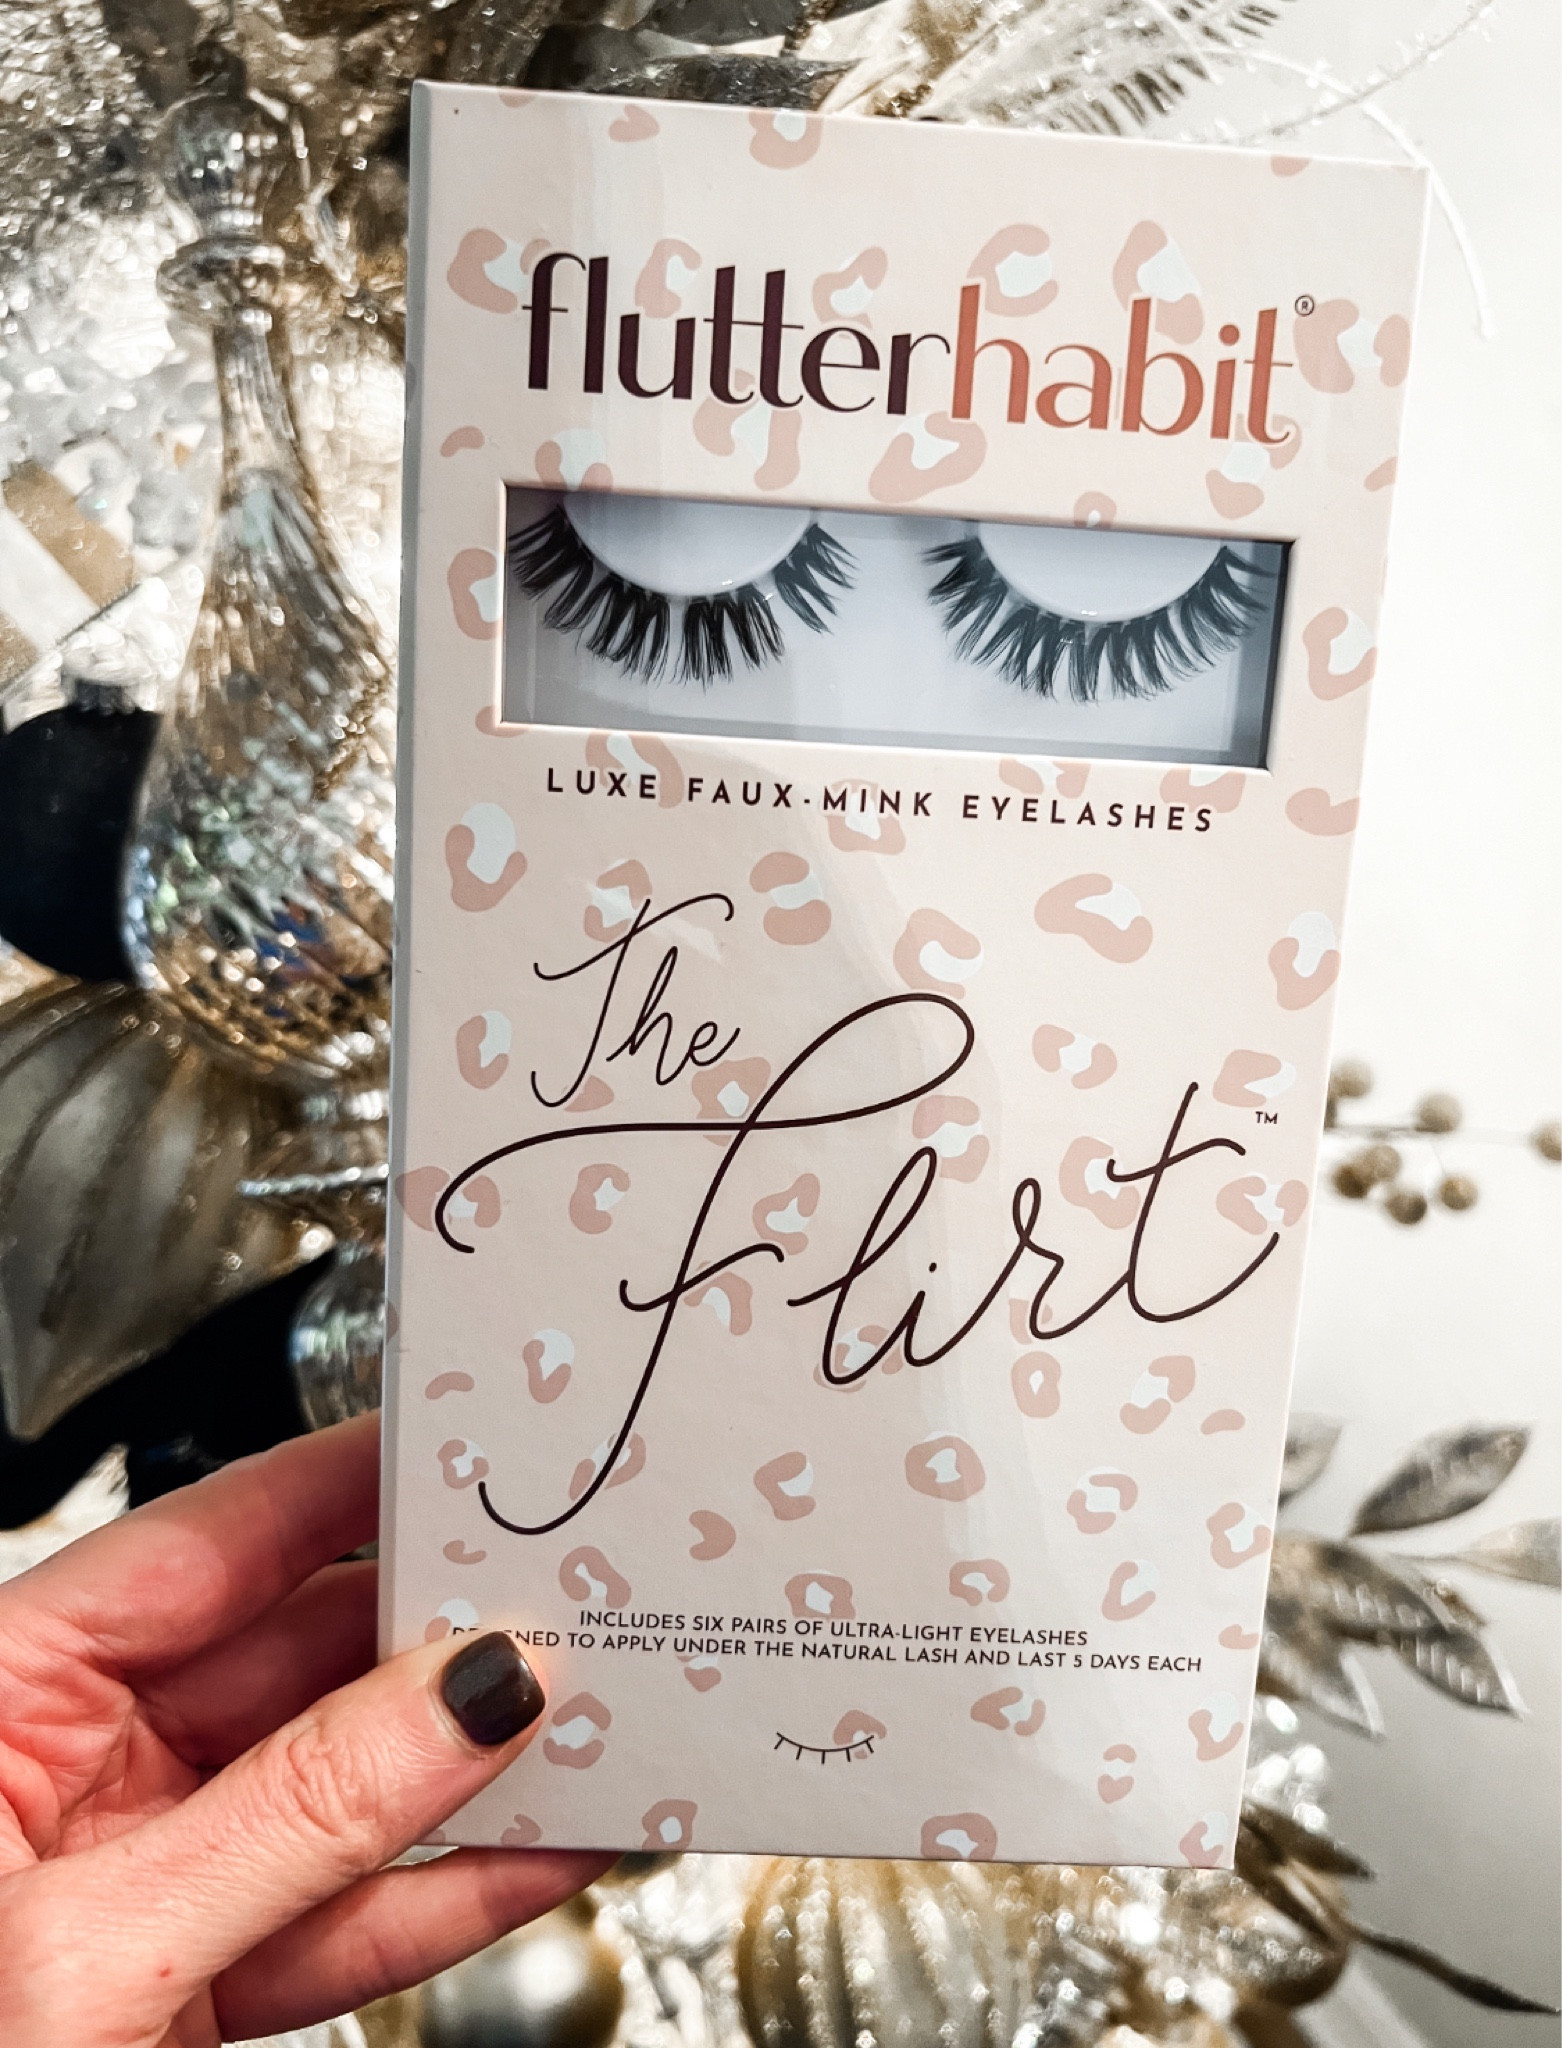 flutterhabit®
LUXE FAUX-MINK EYELASHES
The
Flirt™
INCLUDES SIX PAIRS OF ULTRA-LIGHT EYELASHES
TO APPLY UNDER THE NATURAL LASH AND LAST 5 DAYS EACH